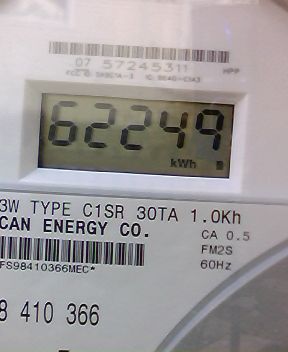 07 57245311 HPP
62249
kWh
3W TYPE C1SR 30TA 1.0Kh
CAN ENERGY CO. CA 0.5
FM2S
FS98410366MEC* 60Hz
8 410 366